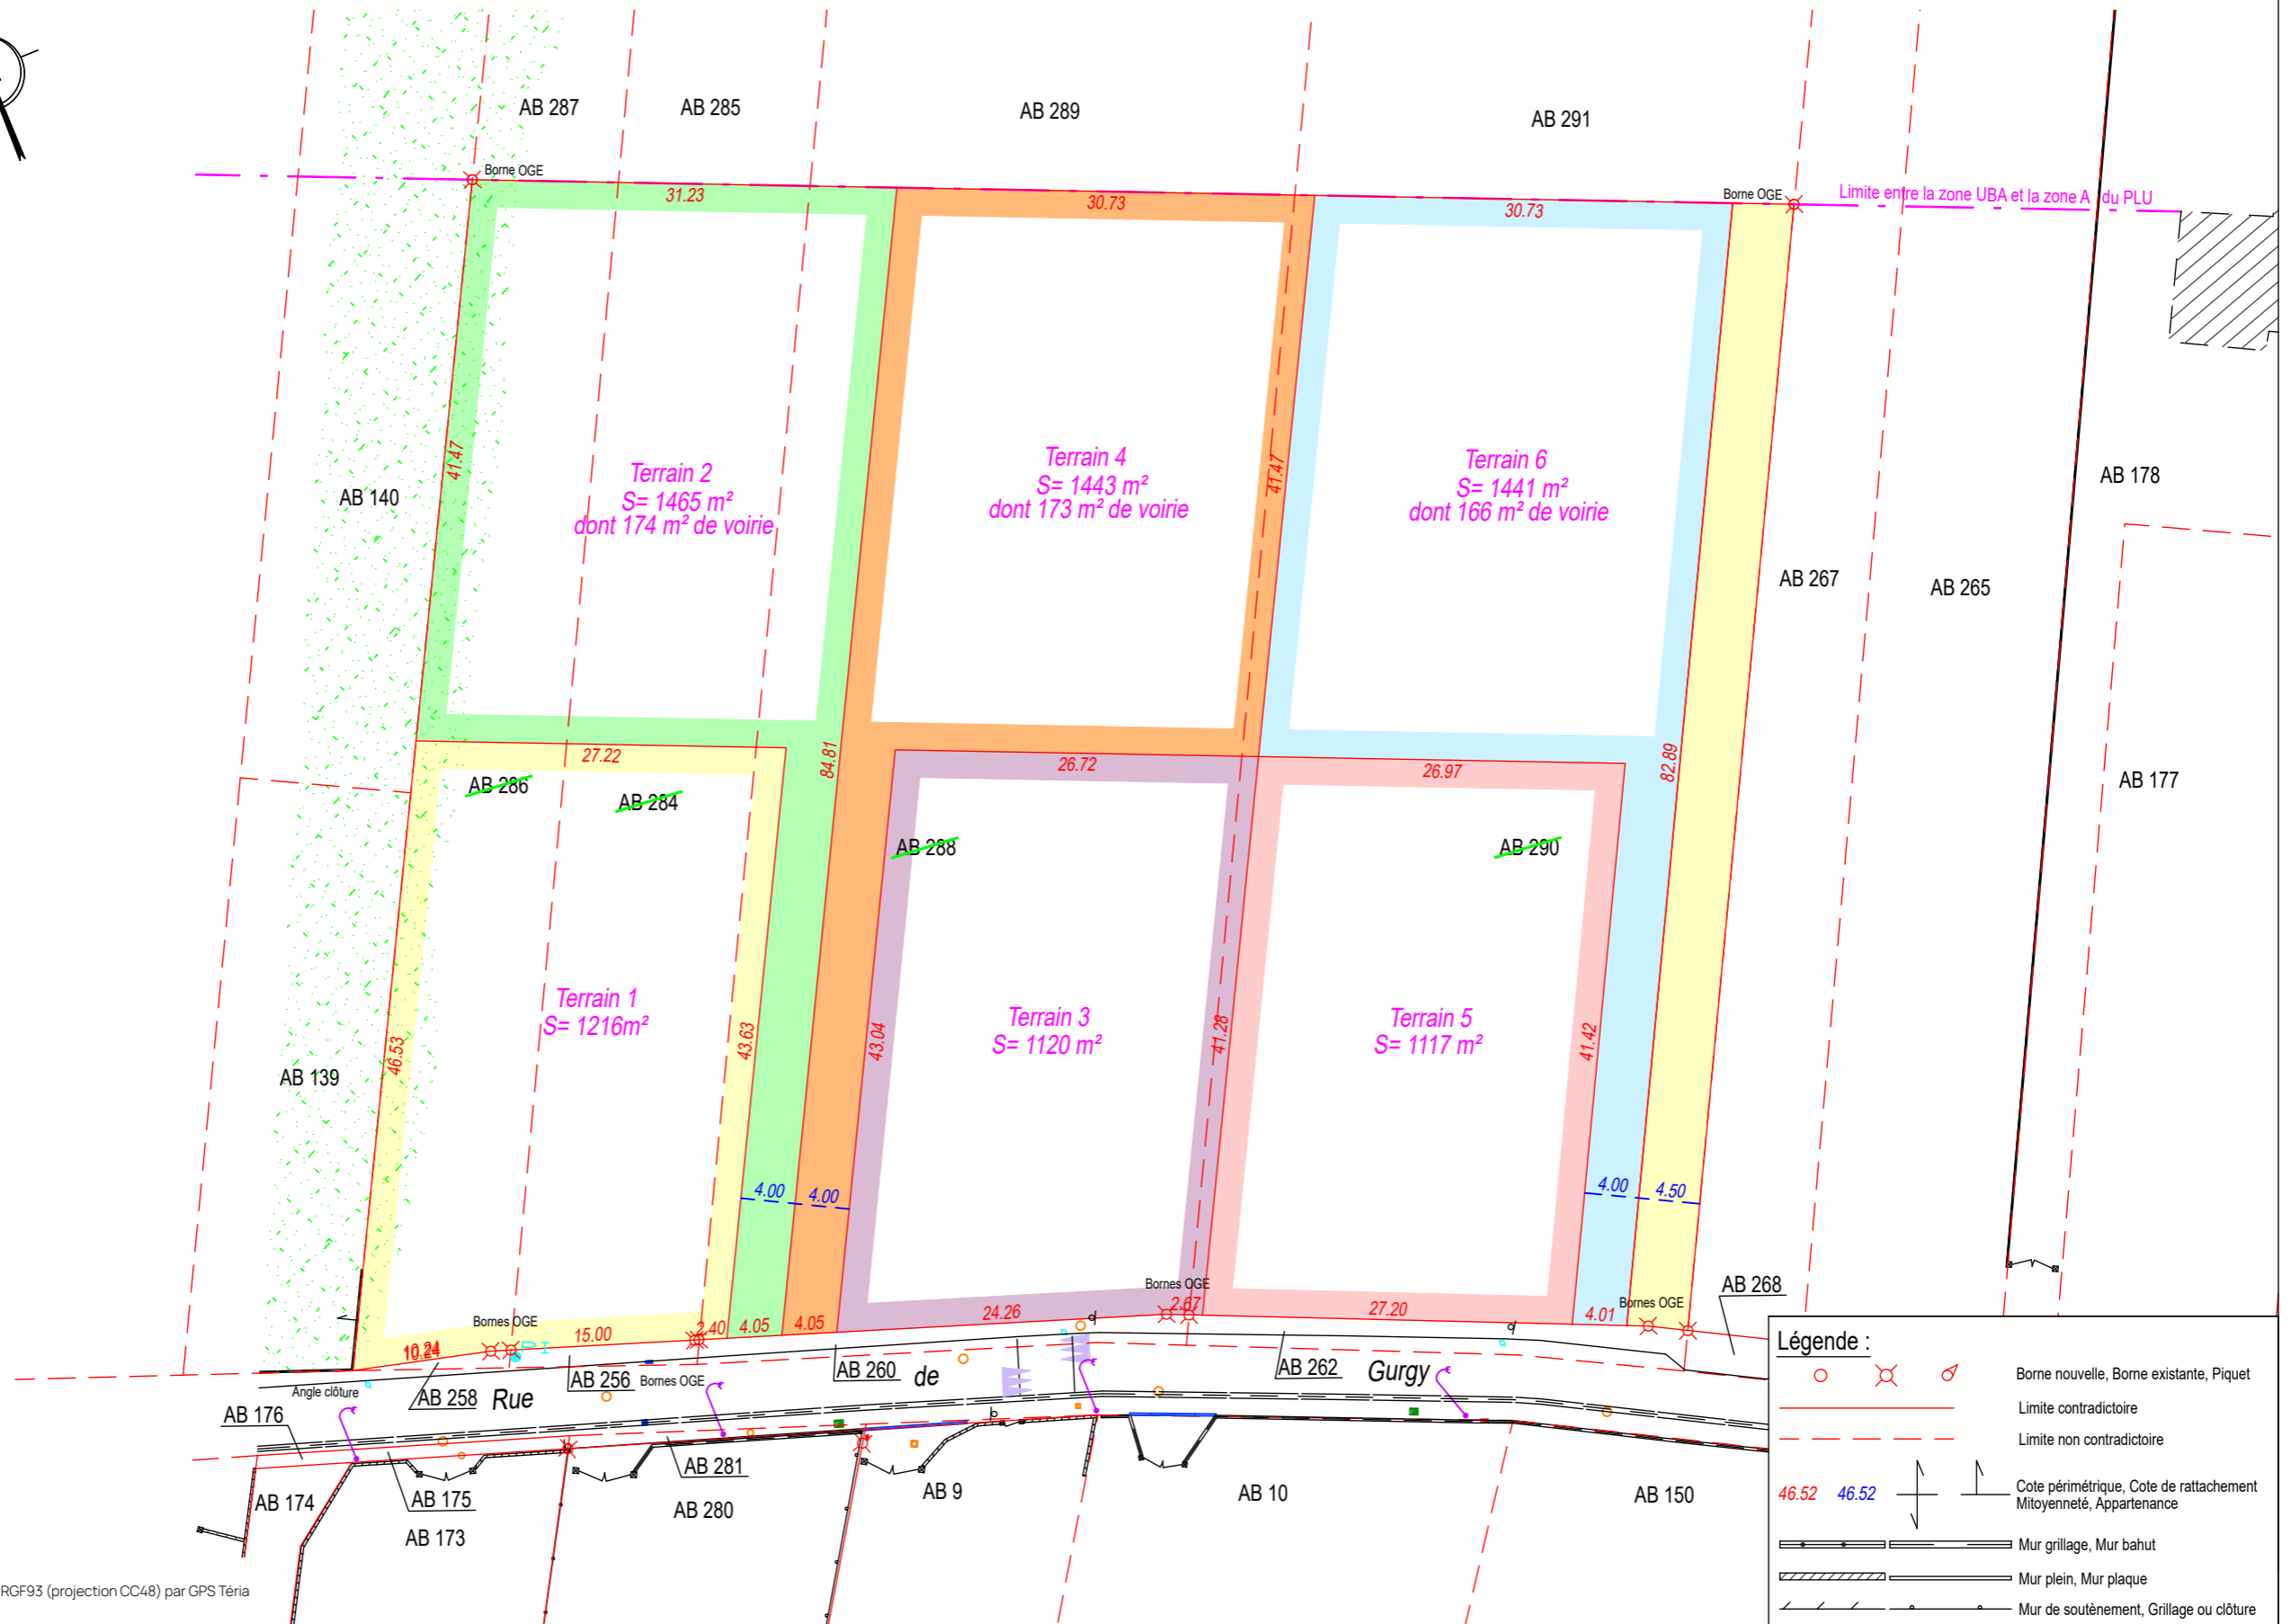 AB 287
AB 285
AB 289
AB 291
Borne OGE
31.23
30.73
30.73
Borne OGE
Limite entre la zone UBA et la zone A du PLU
41.47
AB 140
Terrain 2
S= 1465 m²
dont 174 m² de voirie
Terrain 4
S= 1443 m²
dont 173 m² de voirie
41.47
Terrain 6
S= 1441 m²
dont 166 m² de voirie
AB 178
AB 267
AB 265
27.22
84.81
26.72
26.97
82.89
AB 177
AB 286
AB 284
AB 288
AB 290
Terrain 1
S= 1216m²
Terrain 3
S= 1120 m²
Terrain 5
S= 1117 m²
46.53
43.63
43.04
41.28
41.42
AB 139
4.00
4.00
4.00
4.50
Bornes OGE
Bornes OGE
Bornes OGE
AB 268
10.24
PI
15.00
2.40
4.05
4.05
24.26
2.67
27.20
4.01
Angle clôture
AB 258
Rue
AB 256
Bornes OGE
AB 260
de
AB 262
Gurgy
AB 176
AB 174
AB 175
AB 173
AB 281
AB 280
AB 9
AB 10
AB 150
RGF93 (projection CC48) par GPS Téria
Légende :
Borne nouvelle, Borne existante, Piquet
Limite contradictoire
Limite non contradictoire
46.52 46.52
Cote périmétrique, Cote de rattachement
Mitoyenneté, Appartenance
Mur grillage, Mur bahut
Mur plein, Mur plaque
Mur de soutènement, Grillage ou clôture